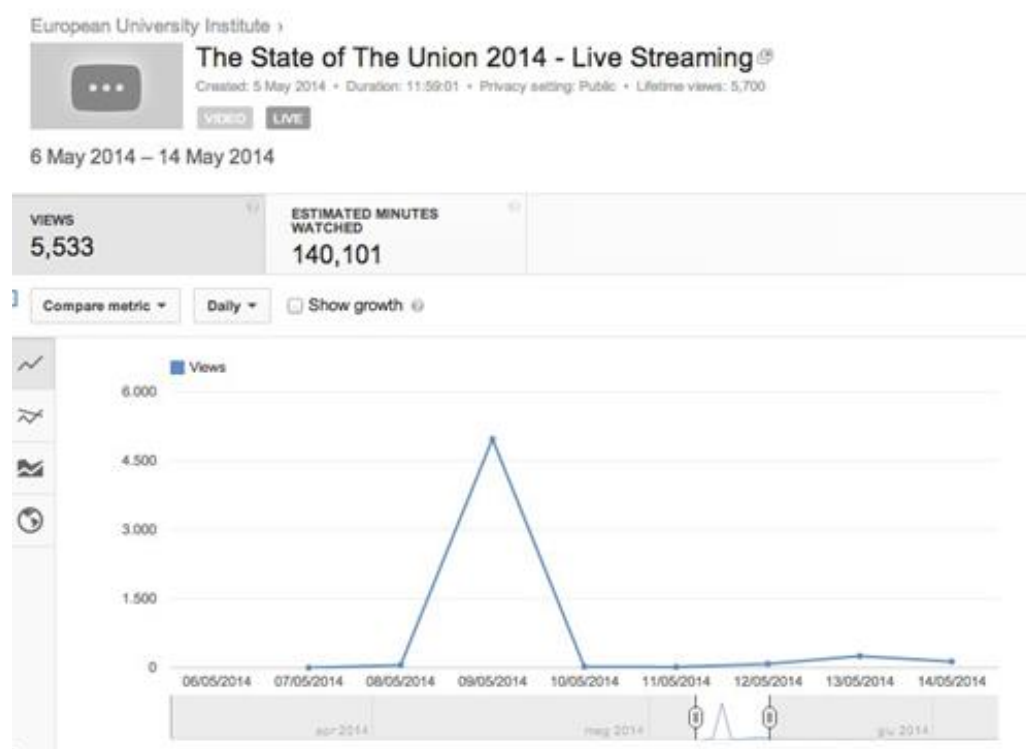 European University Institute ›
The State of The Union 2014 - Live Streaming
Created: 5 May 2014 • Duration: 11:59:01 • Privacy setting: Public • Lifetime views: 5,700
VIDEO LIVE
6 May 2014 – 14 May 2014
VIEWS
5,533
ESTIMATED MINUTES
WATCHED
140,101
Compare metric Daily Show growth
Views
6.000
4.500
3.000
1.500
0
06/05/2014 07/05/2014 08/05/2014 09/05/2014 10/05/2014 11/05/2014 12/05/2014 13/05/2014 14/05/2014
apr 2014 mag 2014 giu 2014